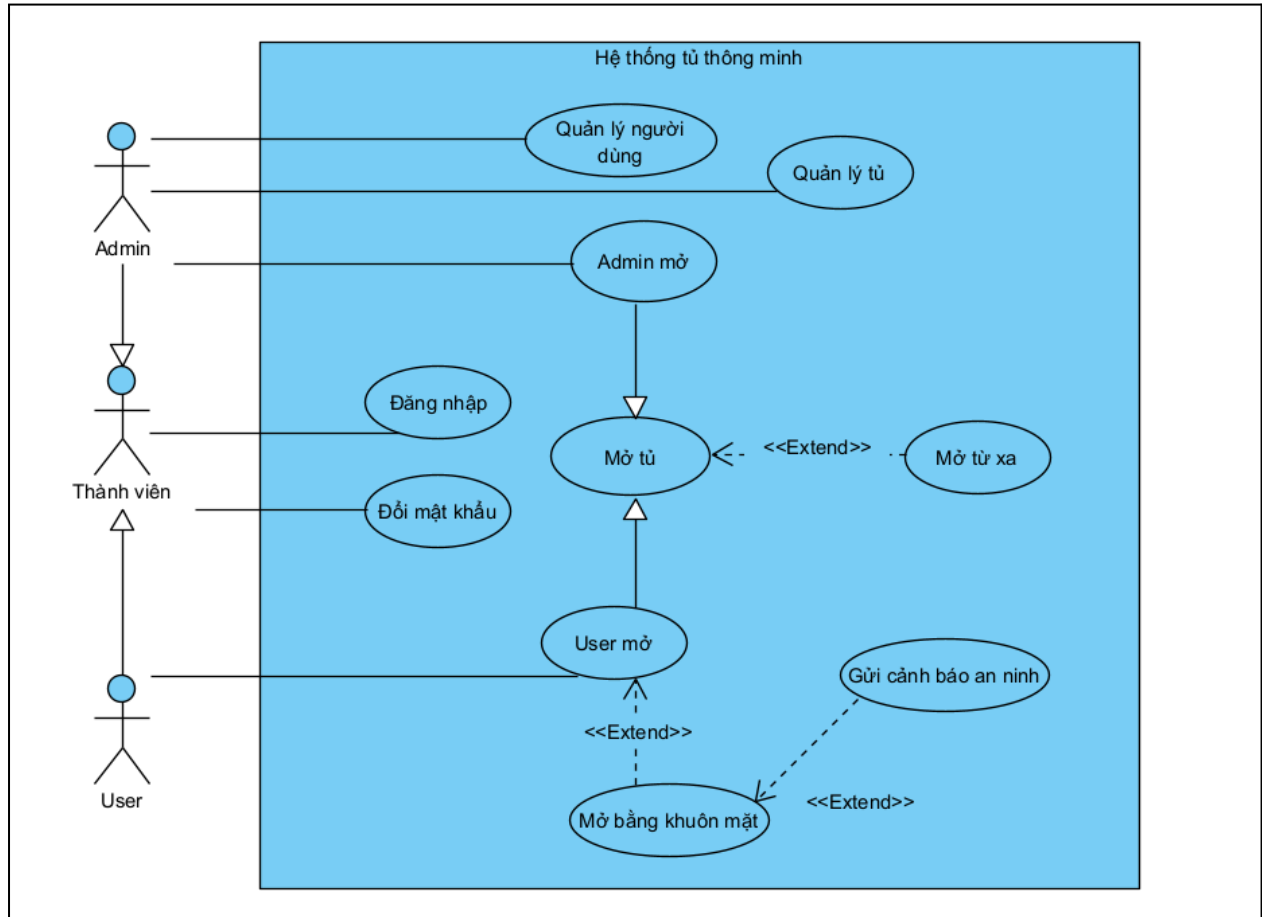 Hệ thống tủ thông minh
Quản lý người
dùng
Quản lý tủ
Admin
Admin mở
Đăng nhập
Mở tủ
<<Extend>>
Mở từ xa
Thành viên
Đổi mật khẩu
User mở
Gửi cảnh báo an ninh
<<Extend>>
User
Mở bằng khuôn mặt
<<Extend>>